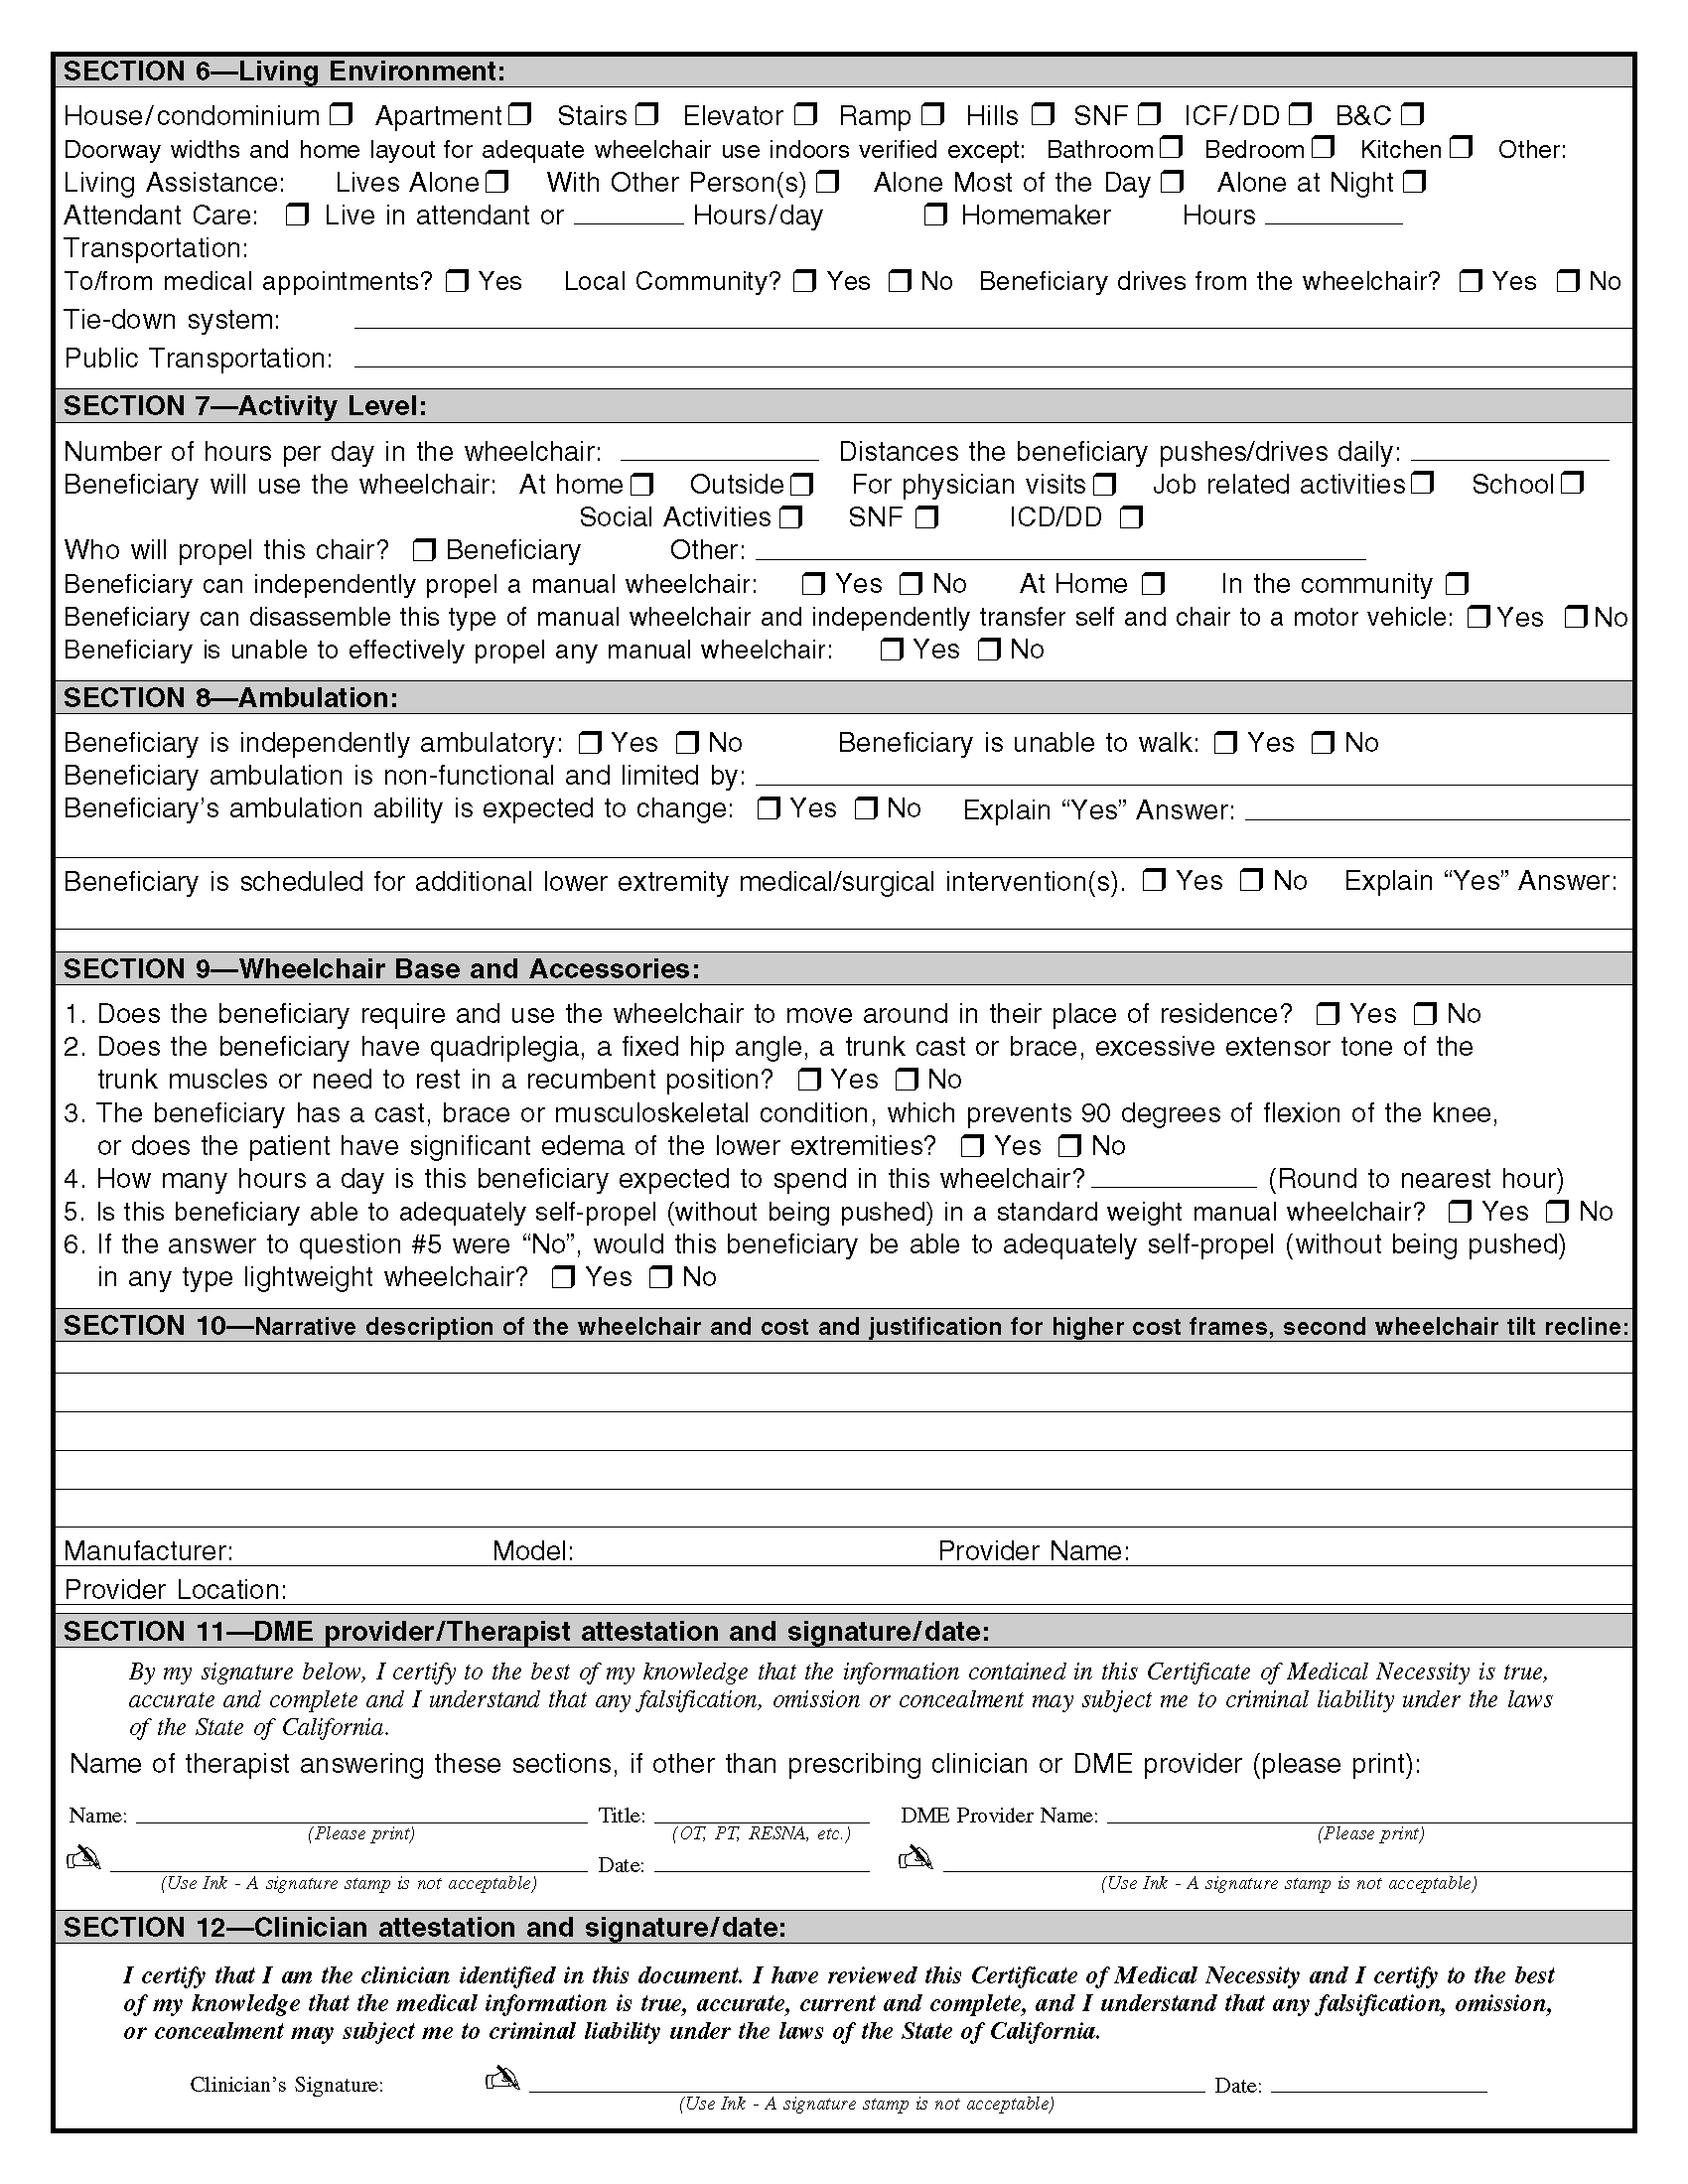 SECTION 6—Living Environment:
House/condominium ❒ Apartment ❒ Stairs ❒ Elevator ❒ Ramp ❒ Hills ❒ SNF ❒ ICF/DD ❒ B&C ❒
Doorway widths and home layout for adequate wheelchair use indoors verified except: Bathroom ❒ Bedroom ❒ Kitchen ❒ Other:
Living Assistance: Lives Alone ❒ With Other Person(s) ❒ Alone Most of the Day ❒ Alone at Night ❒
Attendant Care: ❒ Live in attendant or ________ Hours/day ❒ Homemaker Hours ________
Transportation:
To/from medical appointments? ❒ Yes Local Community? ❒ Yes ❒ No Beneficiary drives from the wheelchair? ❒ Yes ❒ No
Tie-down system: ________
Public Transportation: ________
SECTION 7—Activity Level:
Number of hours per day in the wheelchair: ________ Distances the beneficiary pushes/drives daily: ________
Beneficiary will use the wheelchair: At home ❒ Outside ❒ For physician visits ❒ Job related activities ❒ School ❒
Social Activities ❒ SNF ❒ ICD/DD ❒
Who will propel this chair? ❒ Beneficiary Other: ________
Beneficiary can independently propel a manual wheelchair: ❒ Yes ❒ No At Home ❒ In the community ❒
Beneficiary can disassemble this type of manual wheelchair and independently transfer self and chair to a motor vehicle: ❒ Yes ❒ No
Beneficiary is unable to effectively propel any manual wheelchair: ❒ Yes ❒ No
SECTION 8—Ambulation:
Beneficiary is independently ambulatory: ❒ Yes ❒ No Beneficiary is unable to walk: ❒ Yes ❒ No
Beneficiary ambulation is non-functional and limited by: ________
Beneficiary's ambulation ability is expected to change: ❒ Yes ❒ No Explain “Yes” Answer: ________
Beneficiary is scheduled for additional lower extremity medical/surgical intervention(s). ❒ Yes ❒ No Explain “Yes” Answer:
SECTION 9—Wheelchair Base and Accessories:
1. Does the beneficiary require and use the wheelchair to move around in their place of residence? ❒ Yes ❒ No
2. Does the beneficiary have quadriplegia, a fixed hip angle, a trunk cast or brace, excessive extensor tone of the
trunk muscles or need to rest in a recumbent position? ❒ Yes ❒ No
3. The beneficiary has a cast, brace or musculoskeletal condition, which prevents 90 degrees of flexion of the knee,
or does the patient have significant edema of the lower extremities? ❒ Yes ❒ No
4. How many hours a day is this beneficiary expected to spend in this wheelchair? ________ (Round to nearest hour)
5. Is this beneficiary able to adequately self-propel (without being pushed) in a standard weight manual wheelchair? ❒ Yes ❒ No
6. If the answer to question #5 were “No”, would this beneficiary be able to adequately self-propel (without being pushed)
in any type lightweight wheelchair? ❒ Yes ❒ No
SECTION 10—Narrative description of the wheelchair and cost and justification for higher cost frames, second wheelchair tilt recline:
Manufacturer: Model: Provider Name:
Provider Location:
SECTION 11—DME provider/Therapist attestation and signature/date:
By my signature below, I certify to the best of my knowledge that the information contained in this Certificate of Medical Necessity is true,
accurate and complete and I understand that any falsification, omission or concealment may subject me to criminal liability under the laws
of the State of California.
Name of therapist answering these sections, if other than prescribing clinician or DME provider (please print):
Name: ________ Title: ________ DME Provider Name: ________
(Please print) (OT, PT, RESNA, etc.) (Please print)
✍ ________ Date: ________ ✍ ________
(Use Ink - A signature stamp is not acceptable) (Use Ink - A signature stamp is not acceptable)
SECTION 12—Clinician attestation and signature/date:
I certify that I am the clinician identified in this document. I have reviewed this Certificate of Medical Necessity and I certify to the best
of my knowledge that the medical information is true, accurate, current and complete, and I understand that any falsification, omission,
or concealment may subject me to criminal liability under the laws of the State of California.
Clinician's Signature: ✍ ________ Date: ________
(Use Ink - A signature stamp is not acceptable)